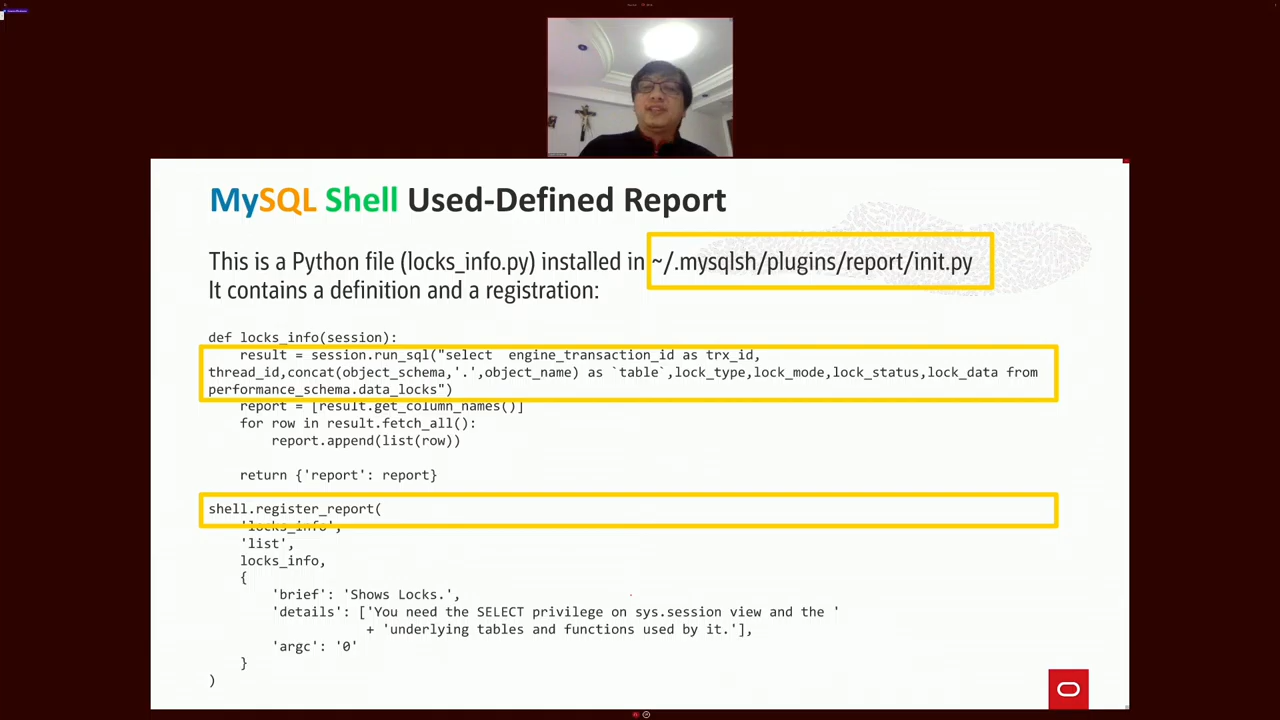 MySQL Shell Used-Defined Report
This is a Python file (locks_info.py) installed in ~/.mysqlsh/plugins/report/init.py
It contains a definition and a registration:
def locks_info(session):
result = session.run_sql("select engine_transaction_id as trx_id,
thread_id,concat(object_schema,'.',object_name) as `table`,lock_type,lock_mode,lock_status,lock_data from
performance_schema.data_locks")
report = [result.get_column_names()]
for row in result.fetch_all():
report.append(list(row))
return {'report': report}
shell.register_report(
'locks_info',
'list',
locks_info,
{
'brief': 'Shows Locks.',
'details': ['You need the SELECT privilege on sys.session view and the '
+ 'underlying tables and functions used by it.'],
'argc': '0'
}
)